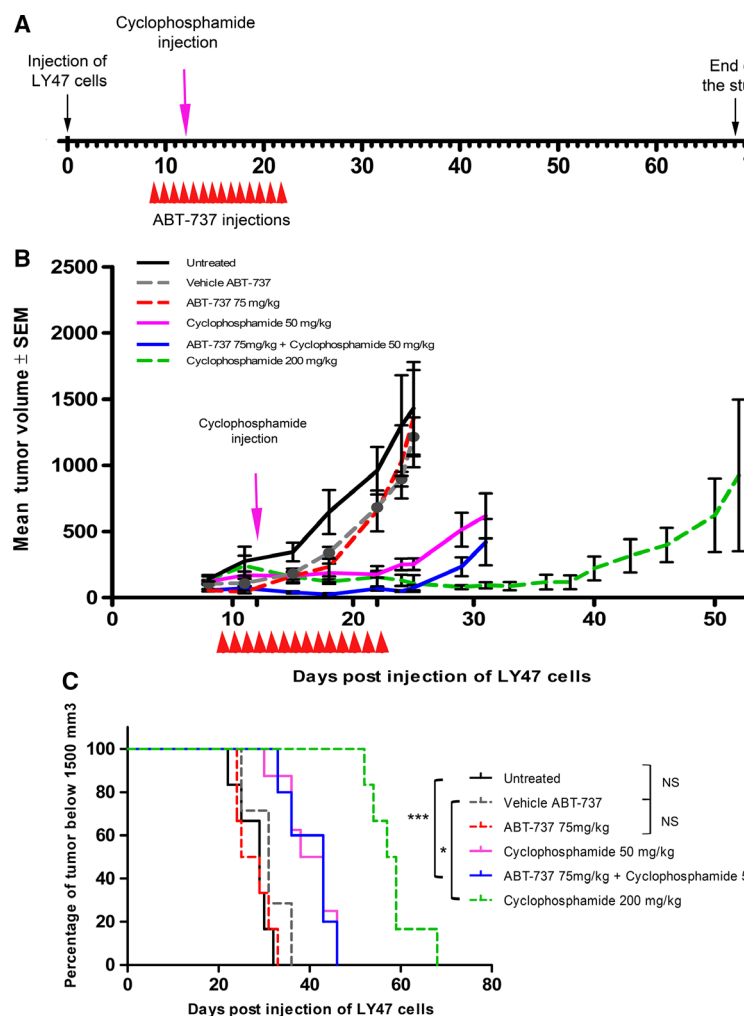 A
Cyclophosphamide
injection
Injection of
LY47 cells
End
the stu
0 10 20 30 40 50 60
ABT-737 injections
B
Mean tumor volume ± SEM
2500
2000
1500
1000
500
0
Untreated
Vehicle ABT-737
ABT-737 75 mg/kg
Cyclophosphamide 50 mg/kg
ABT-737 75mg/kg + Cyclophosphamide 50 mg/kg
Cyclophosphamide 200 mg/kg
Cyclophosphamide
injection
0 10 20 30 40 50
Days post injection of LY47 cells
C
Percentage of tumor below 1500 mm3
100
80
60
40
20
0
0 20 40 60 80
Days post injection of LY47 cells
Untreated
Vehicle ABT-737
ABT-737 75mg/kg
Cyclophosphamide 50 mg/kg
ABT-737 75mg/kg + Cyclophosphamide 5
Cyclophosphamide 200 mg/kg
***
*
NS
NS